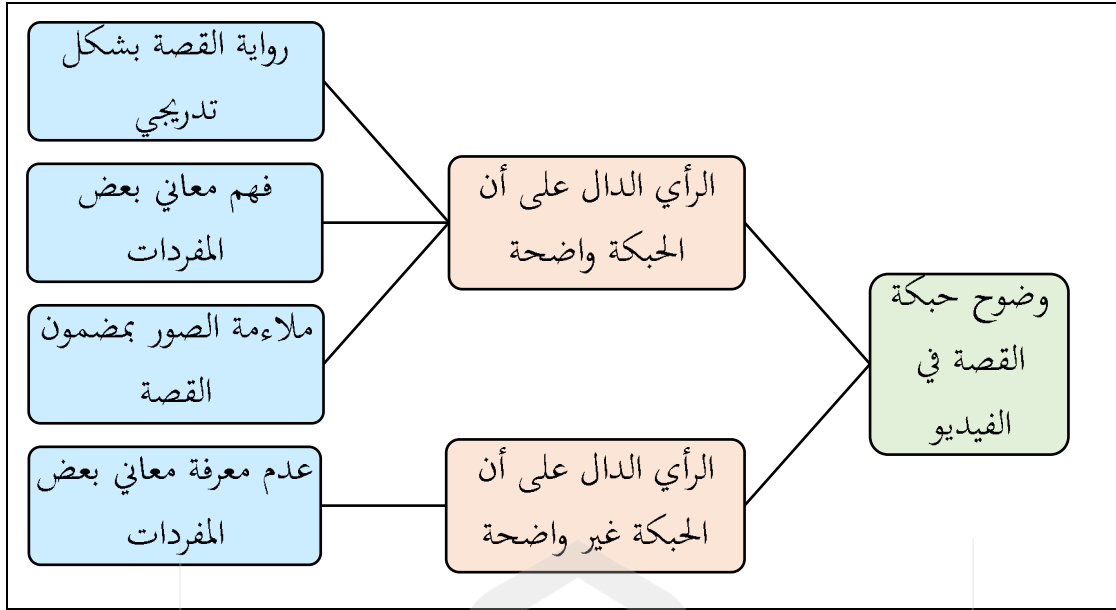 وضوح حبكة
القصة في
الفيديو
الرأي الدال على أن
الحبكة واضحة
رواية القصة بشكل
تدريجي
فهم معاني بعض
المفردات
ملاءمة الصور بمضمون
القصة
الرأي الدال على أن
الحبكة غير واضحة
عدم معرفة معاني بعض
المفردات